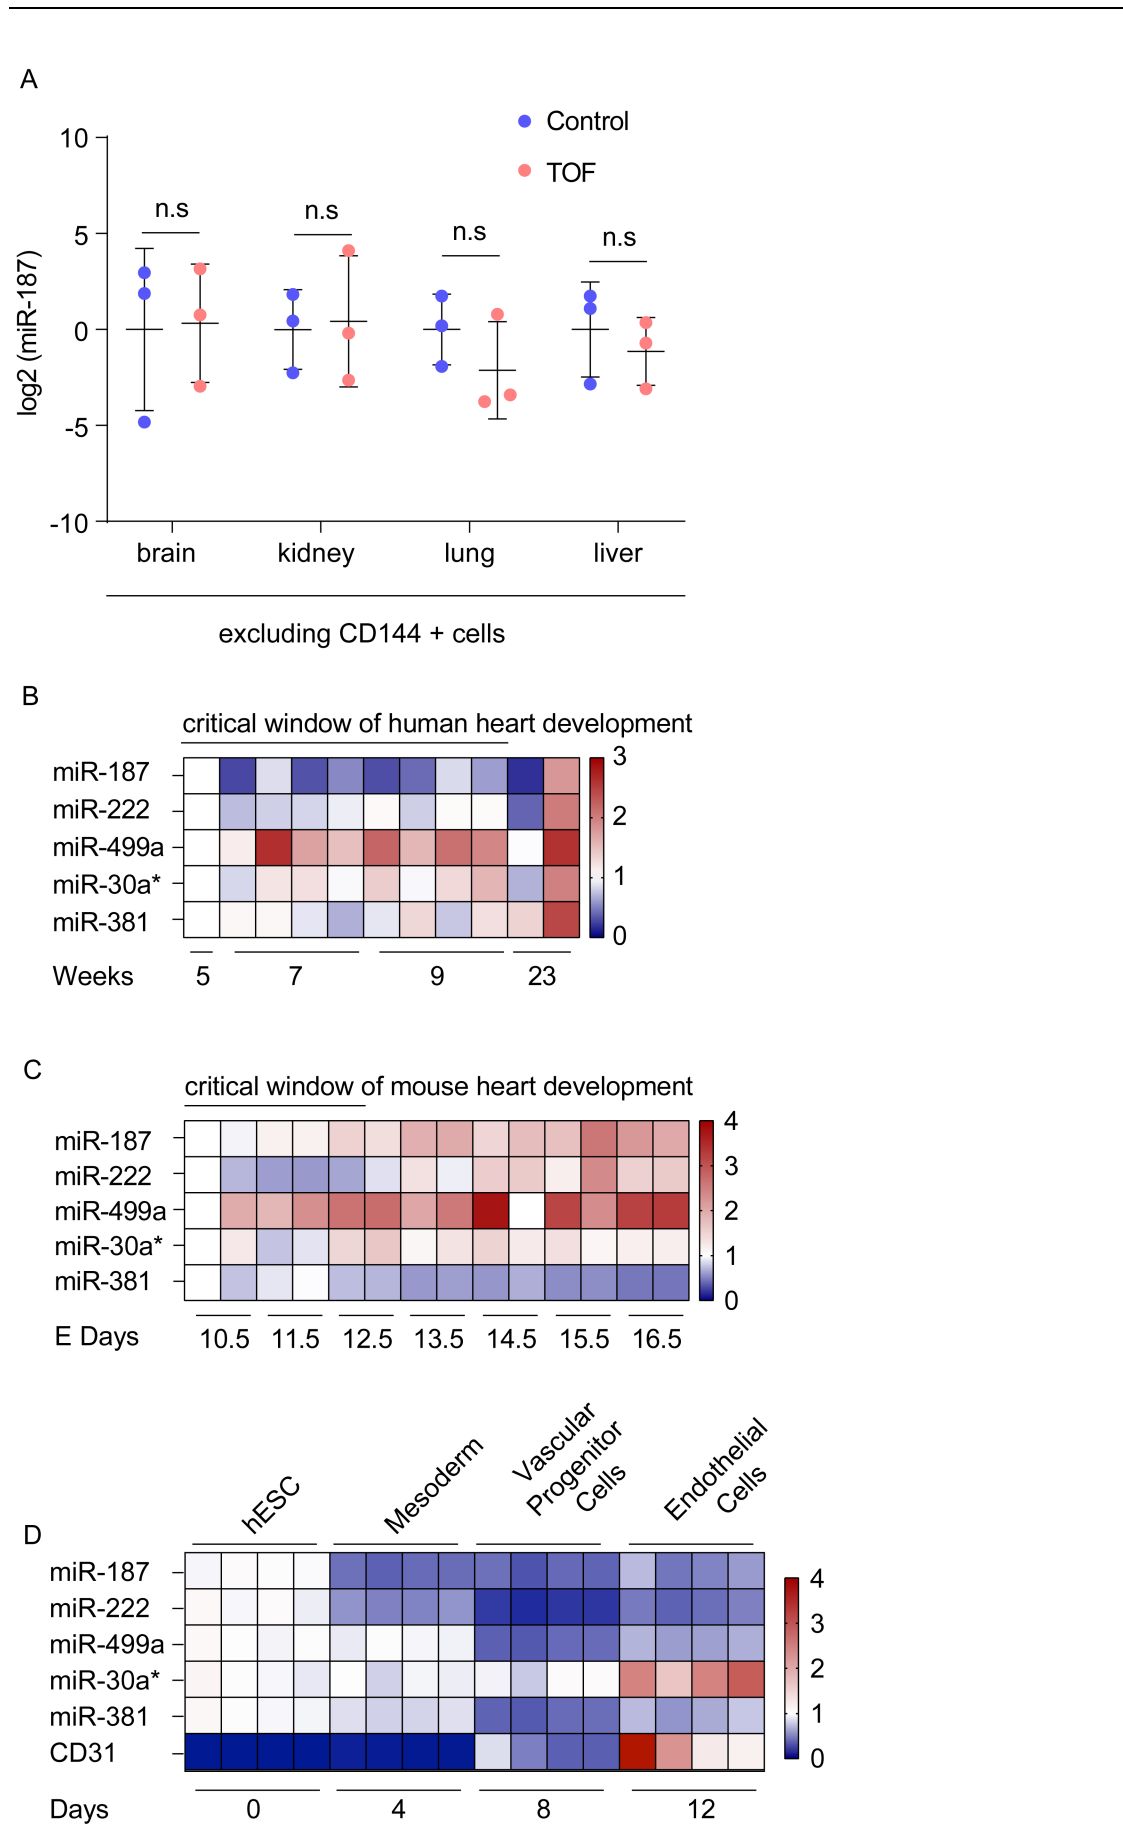 A
Control
TOF
10
5
0
-5
-10
log2 (miR-187)
n.s
n.s
n.s
n.s
brain kidney lung liver
excluding CD144 + cells
B
critical window of human heart development
miR-187
miR-222
miR-499a
miR-30a*
miR-381
3
2
1
0
Weeks 5 7 9 23
C
critical window of mouse heart development
miR-187
miR-222
miR-499a
miR-30a*
miR-381
4
3
2
1
0
E Days 10.5 11.5 12.5 13.5 14.5 15.5 16.5
D
hESC
Mesoderm
Vascular
Progenitor
Cells
Endothelial
Cells
miR-187
miR-222
miR-499a
miR-30a*
miR-381
CD31
4
3
2
1
0
Days 0 4 8 12